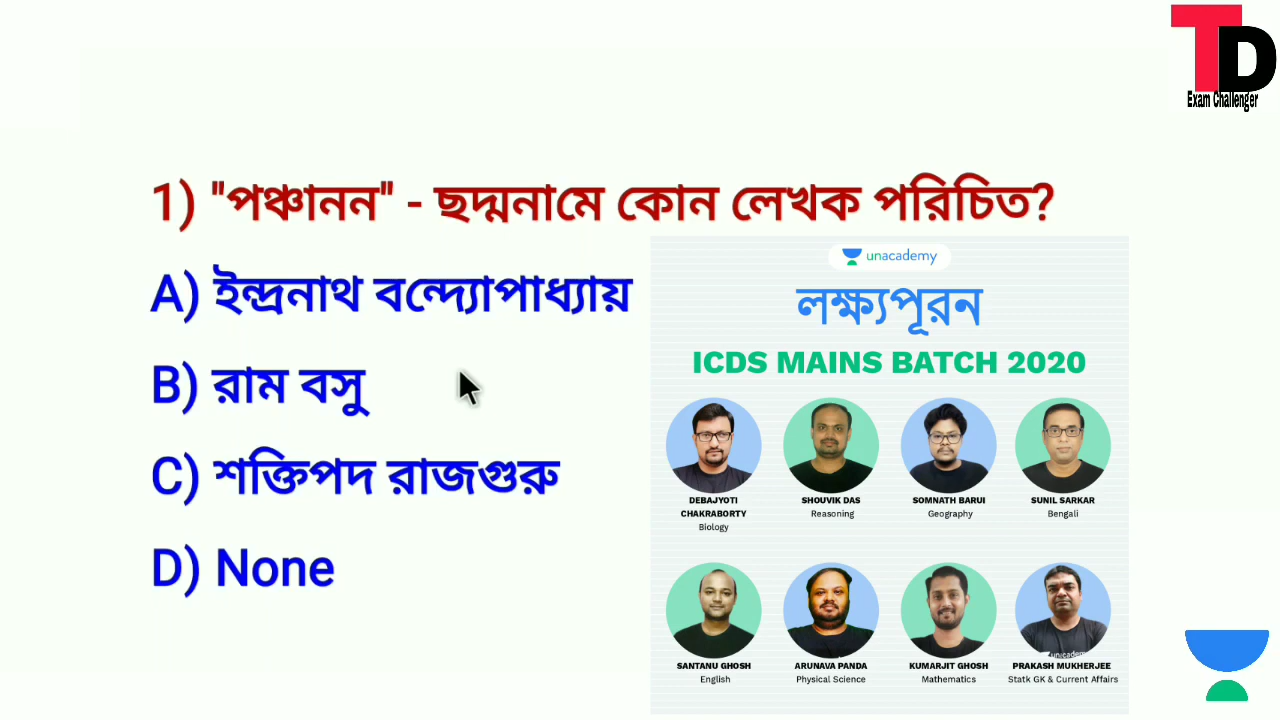 TD
Exam Challenger
1) "পঞ্চানন" - ছদ্মনামে কোন লেখক পরিচিত?
A) ইন্দ্রনাথ বন্দ্যোপাধ্যায়
B) রাম বসু
C) শক্তিপদ রাজগুরু
D) None
unacademy
লক্ষ্যপূরন
ICDS MAINS BATCH 2020
DEBAJYOTI
CHAKRABORTY
Biology
SHOUVIK DAS
Reasoning
SOMNATH BARUI
Geography
SUNIL SARKAR
Bengali
SANTANU GHOSH
English
ARUNAVA PANDA
Physical Science
KUMARJIT GHOSH
Mathematics
unacademy
PRAKASH MUKHERJEE
Statk GK & Current Affairs